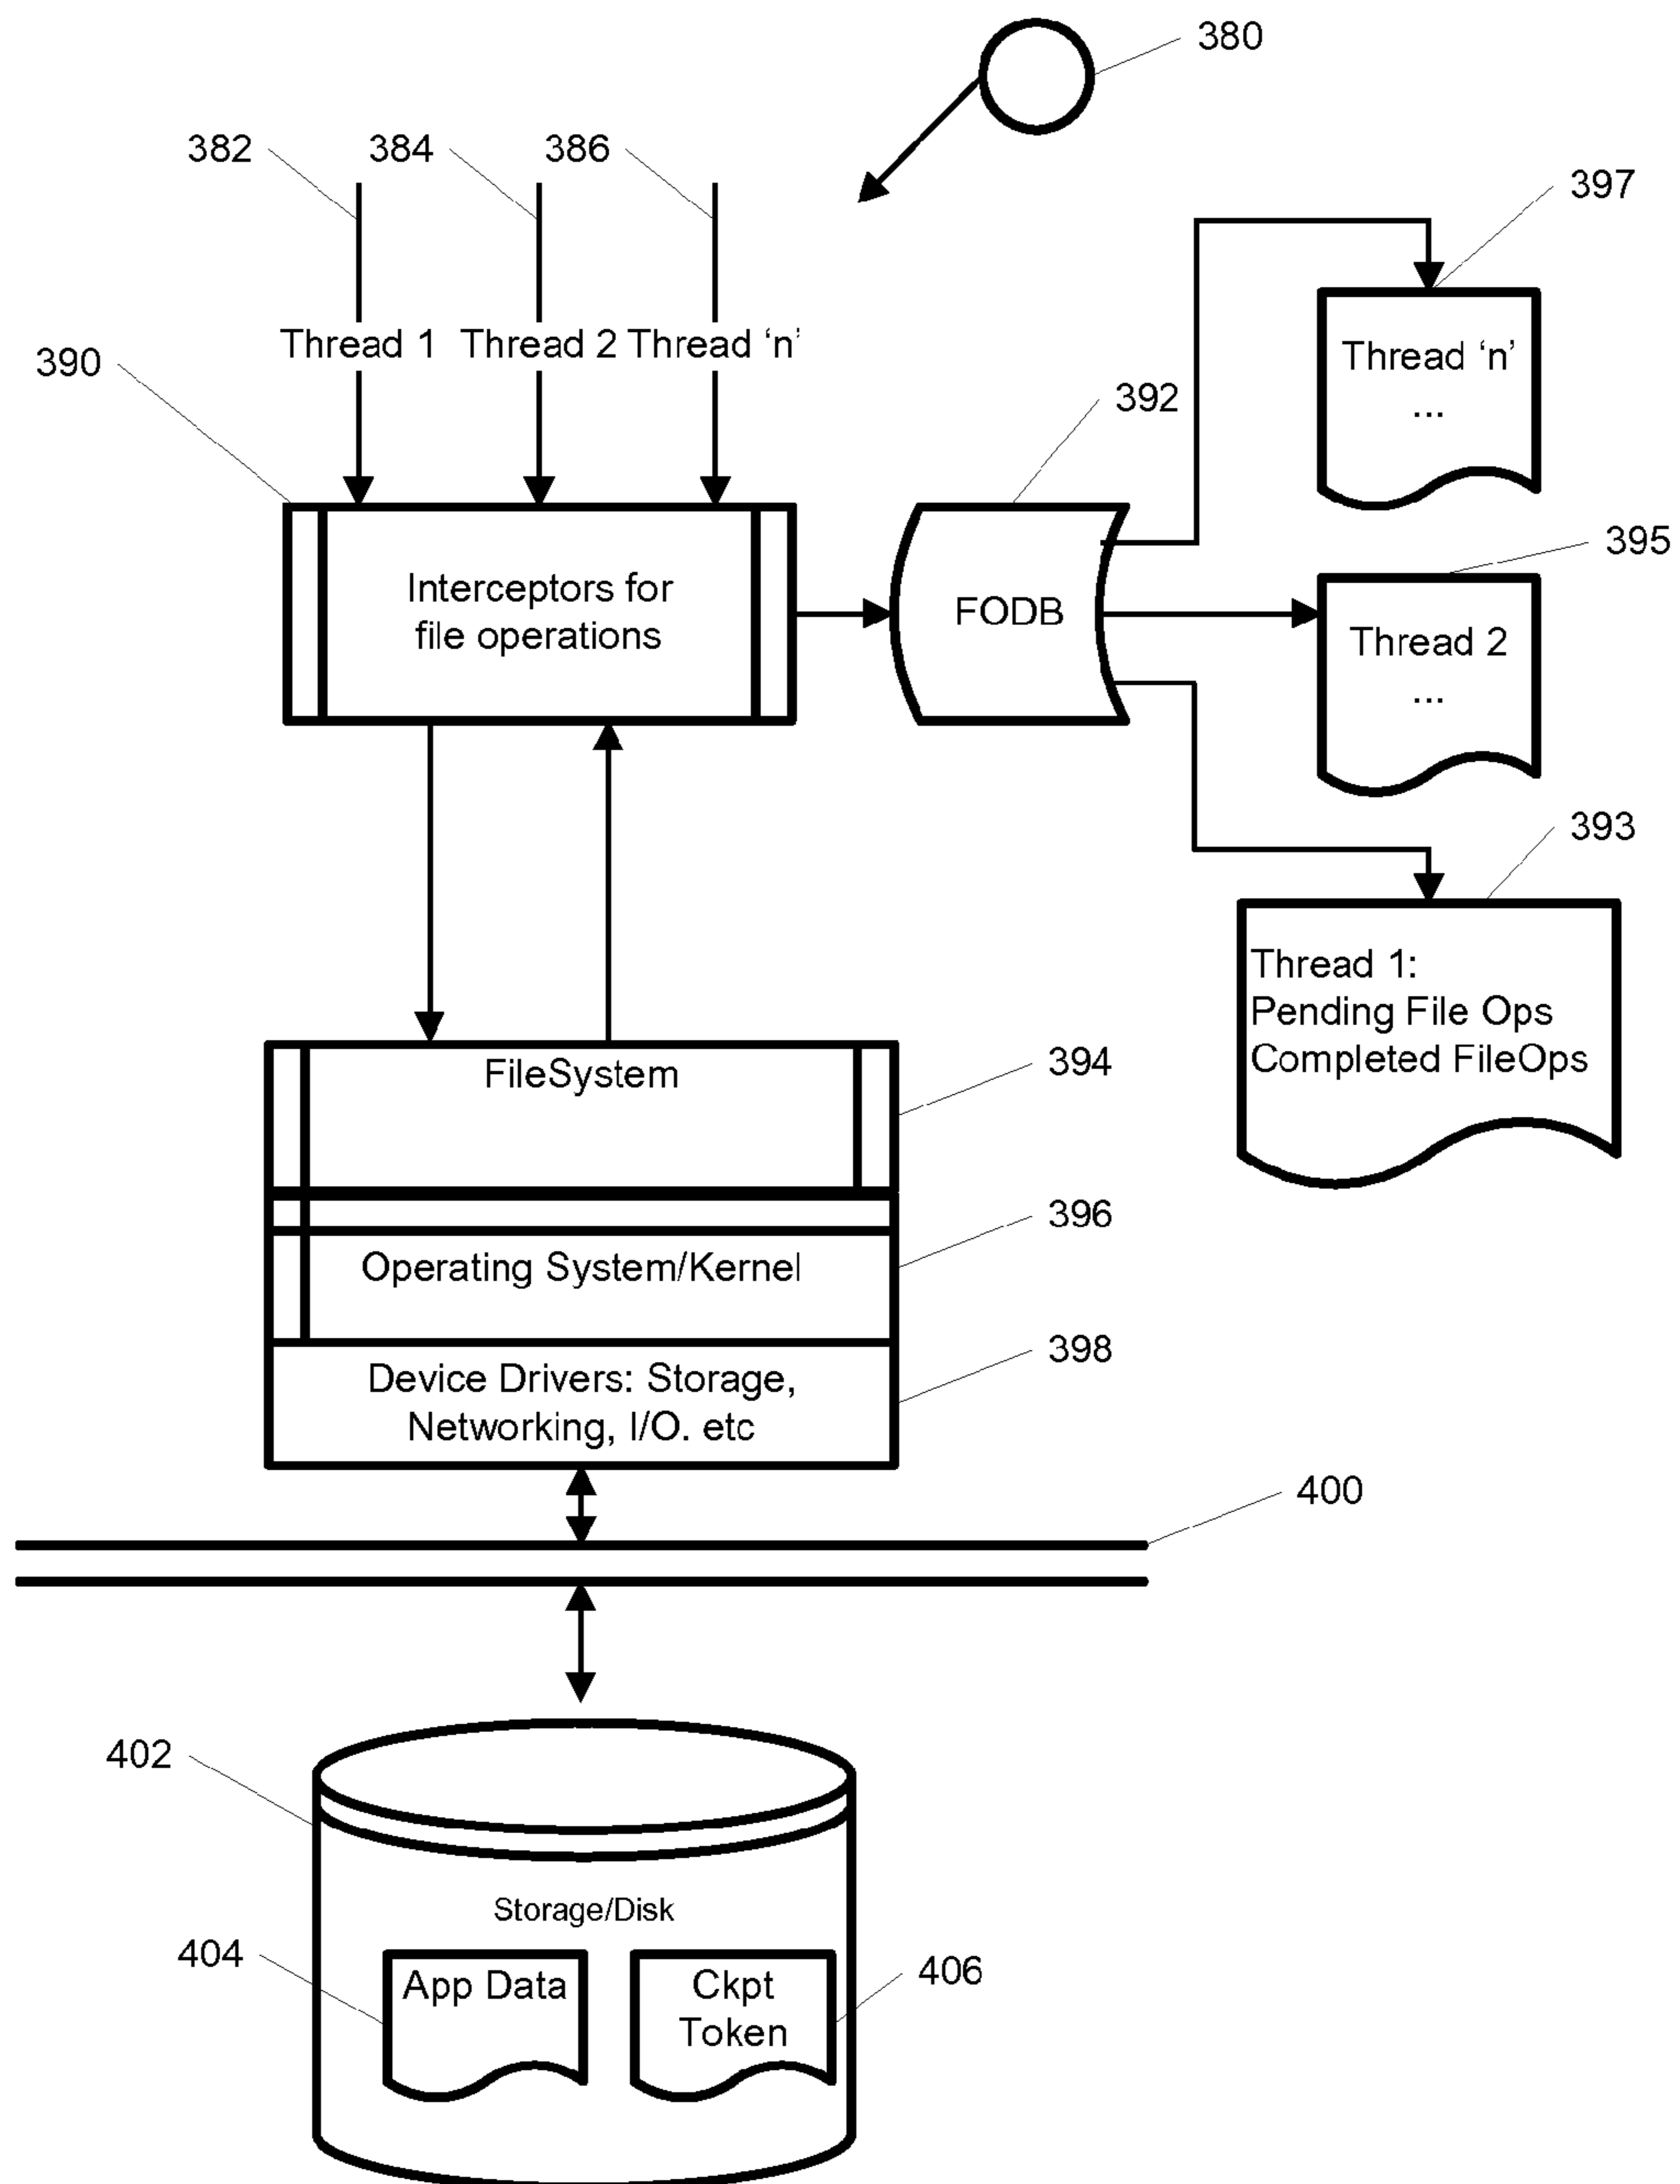 380
382
384
386
397
Thread 1
Thread 2
Thread ‘n’
390
Thread ‘n’
...
392
395
Interceptors for
file operations
FODB
Thread 2
...
393
Thread 1:
Pending File Ops
Completed FileOps
FileSystem
394
396
Operating System/Kernel
398
Device Drivers: Storage,
Networking, I/O. etc
400
402
Storage/Disk
404
App Data
Ckpt
Token
406